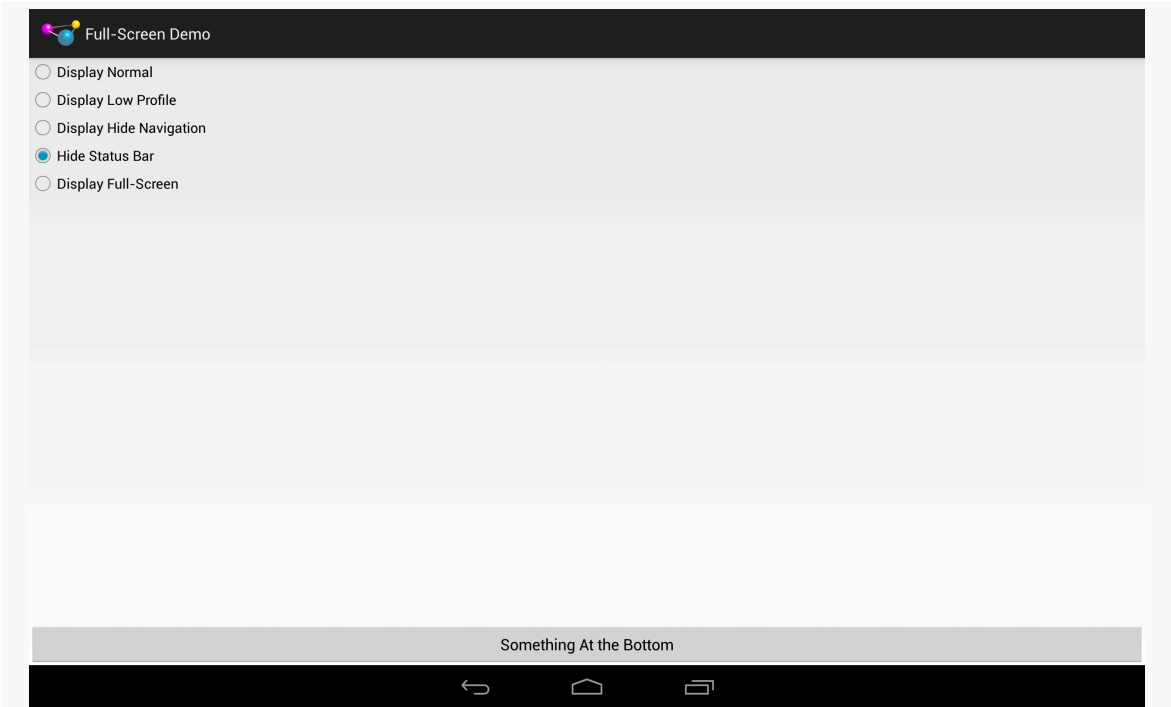 Full-Screen Demo
Display Normal
Display Low Profile
Display Hide Navigation
Hide Status Bar
Display Full-Screen
Something At the Bottom